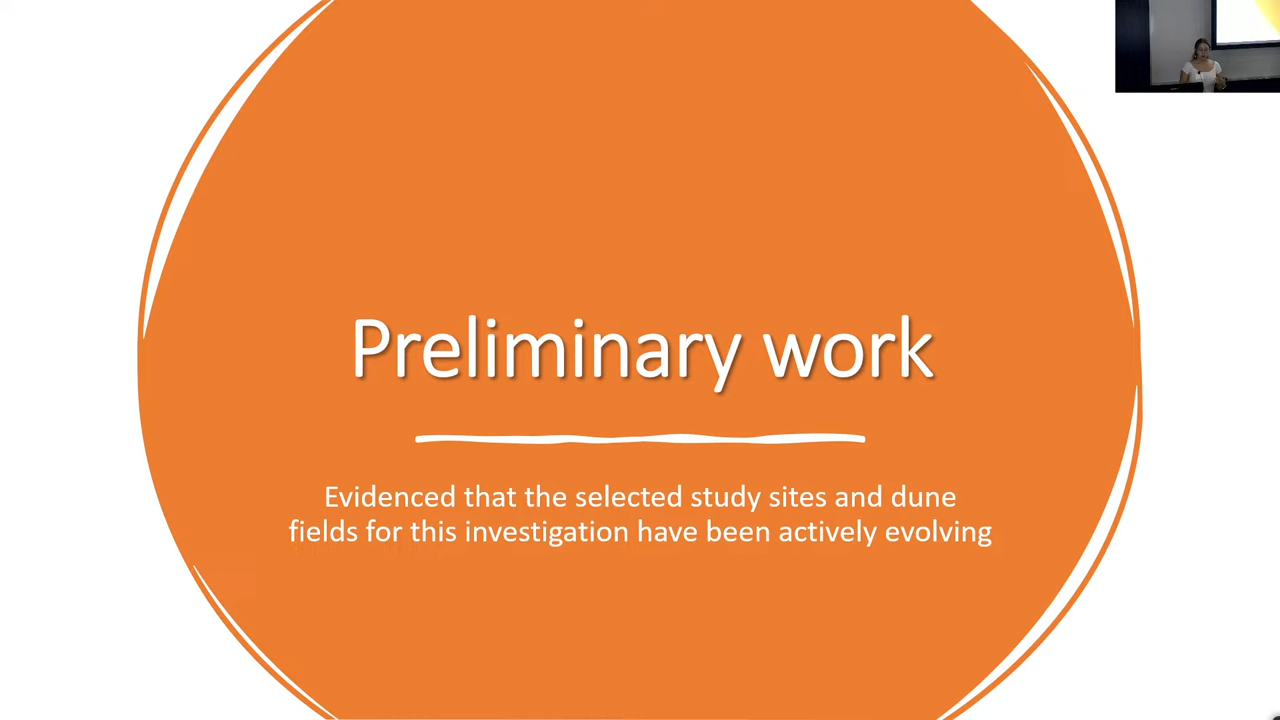 Preliminary work
Evidenced that the selected study sites and dune
fields for this investigation have been actively evolving